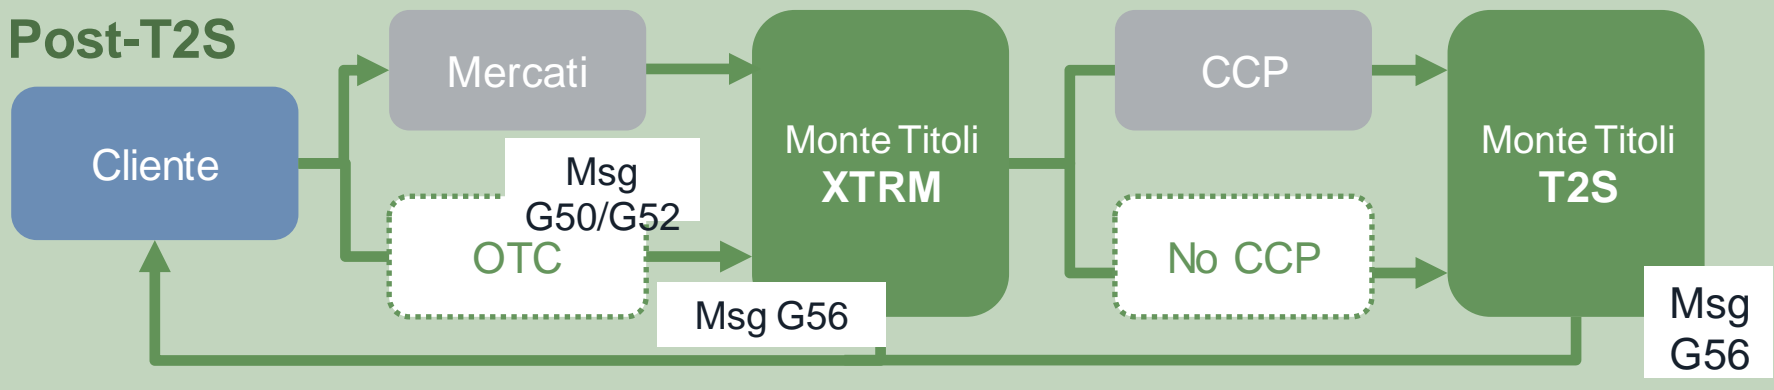 Post-T2S
Cliente
Mercati
Msg
G50/G52
OTC
Msg G56
Monte Titoli
XTRM
CCP
No CCP
Monte Titoli
T2S
Msg
G56